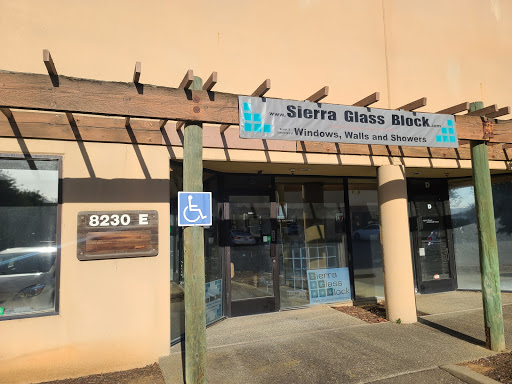 www.Sierra Glass Block.com
Windows, Walls and Showers
8230 E
D
D
Sierra
Glass
Block